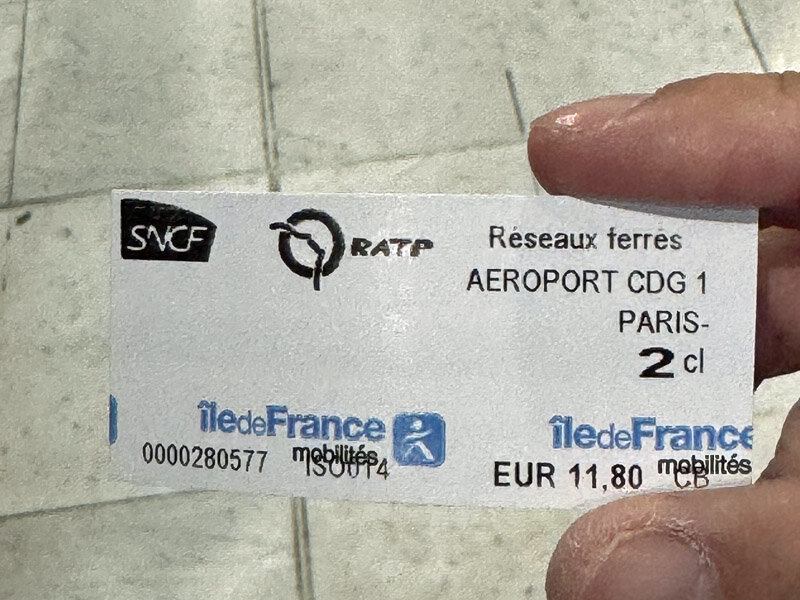 SNCF
RATP
Réseaux ferrés
AEROPORT CDG 1
PARIS-
2 cl
îledeFrance
mobilités
îledeFrance
mobilités
0000280577 ISO014
EUR 11,80 CB